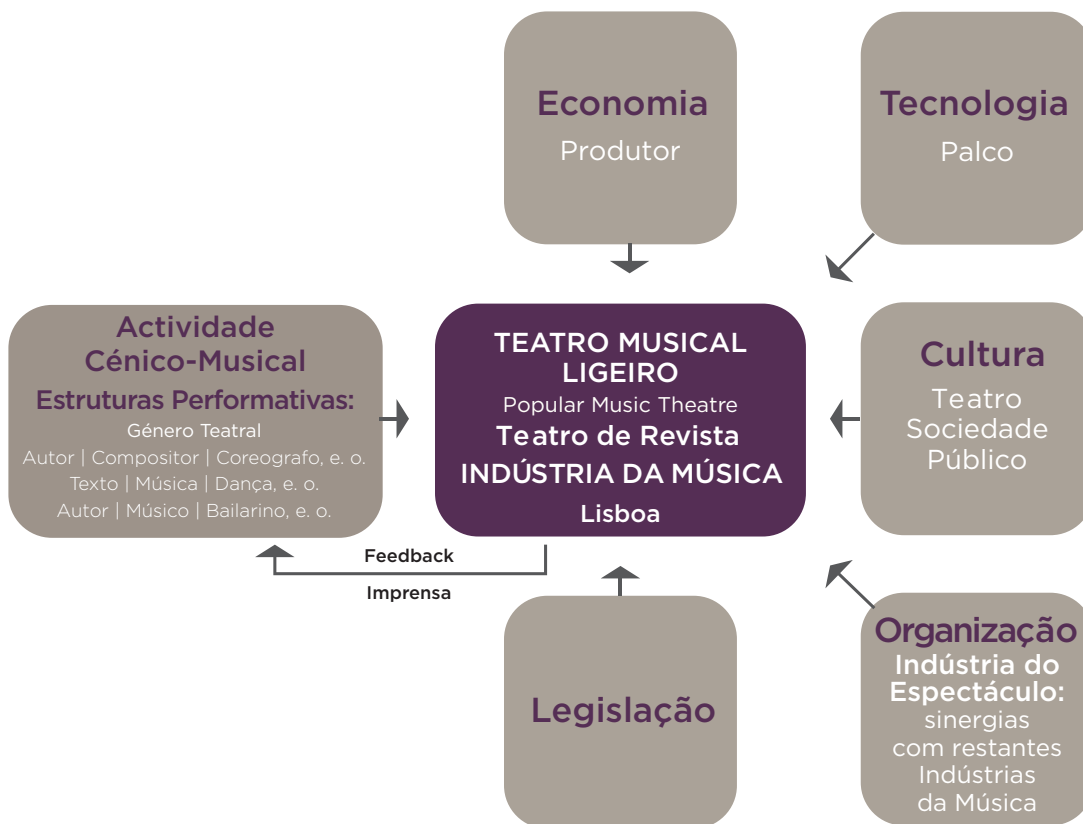 Economia
Produtor
Tecnologia
Palco
Actividade
Cénico-Musical
Estruturas Performativas:
Género Teatral
Autor | Compositor | Coreografo, e. o.
Texto | Música | Dança, e. o.
Autor | Músico | Bailarino, e. o.
TEATRO MUSICAL
LIGEIRO
Popular Music Theatre
Teatro de Revista
INDÚSTRIA DA MÚSICA
Lisboa
Cultura
Teatro
Sociedade
Público
Feedback
Imprensa
Legislação
Organização
Indústria do
Espectáculo:
sinergias
com restantes
Indústrias
da Música